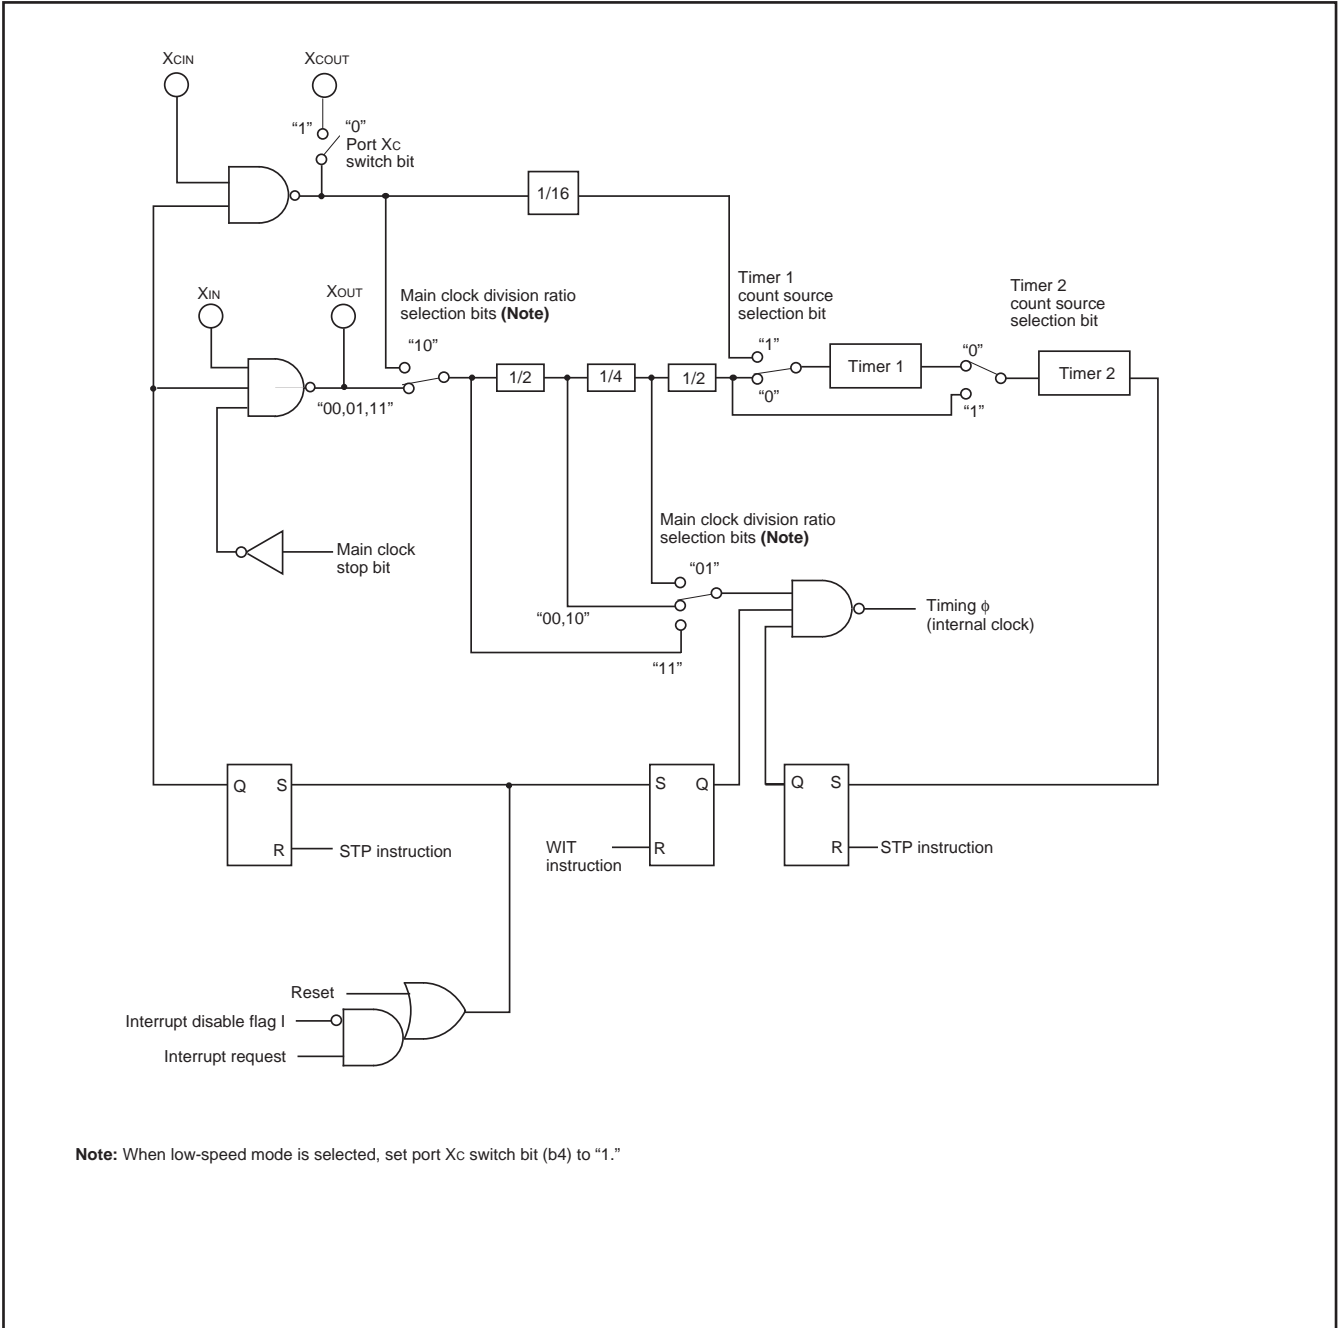 XCIN
XCOUT
“1”
“0”
Port XC
switch bit
1/16
XIN
XOUT
Main clock division ratio
selection bits (Note)
“10”
“00,01,11”
1/2
1/4
1/2
Timer 1
count source
selection bit
“1”
“0”
Timer 1
Timer 2
count source
selection bit
“0”
“1”
Timer 2
Main clock
stop bit
Main clock division ratio
selection bits (Note)
“01”
“00,10”
“11”
Timing ϕ
(internal clock)
Q S
R
STP instruction
S Q
R
WIT
instruction
Q S
R
STP instruction
Reset
Interrupt disable flag I
Interrupt request
Note: When low-speed mode is selected, set port XC switch bit (b4) to “1.”